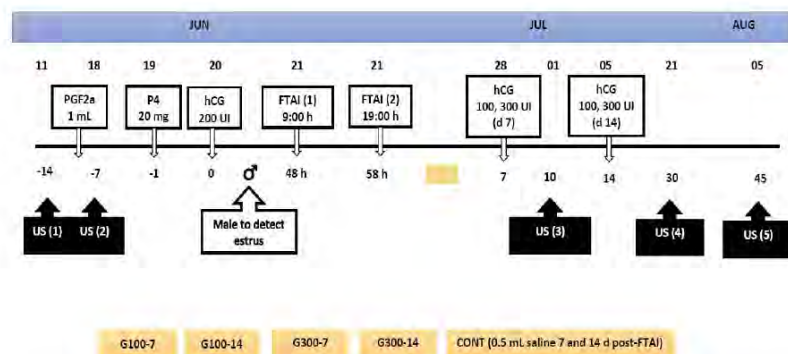 JUN JUL AUG
11 18 19 20 21 21 28 01 05 21 05
PGF2a
1 mL
P4
20 mg
hCG
200 UI
FTAI (1)
9:00 h
FTAI (2)
19:00 h
hCG
100, 300 UI
(d 7)
hCG
100, 300 UI
(d 14)
-14 -7 -1 0 ♂ 48 h 58 h 7 10 14 30 45
US (1) US (2)
Male to detect
estrus
US (3) US (4) US (5)
G100-7 G100-14 G300-7 G300-14 CONT (0.5 mL saline 7 and 14 d post-FTAI)